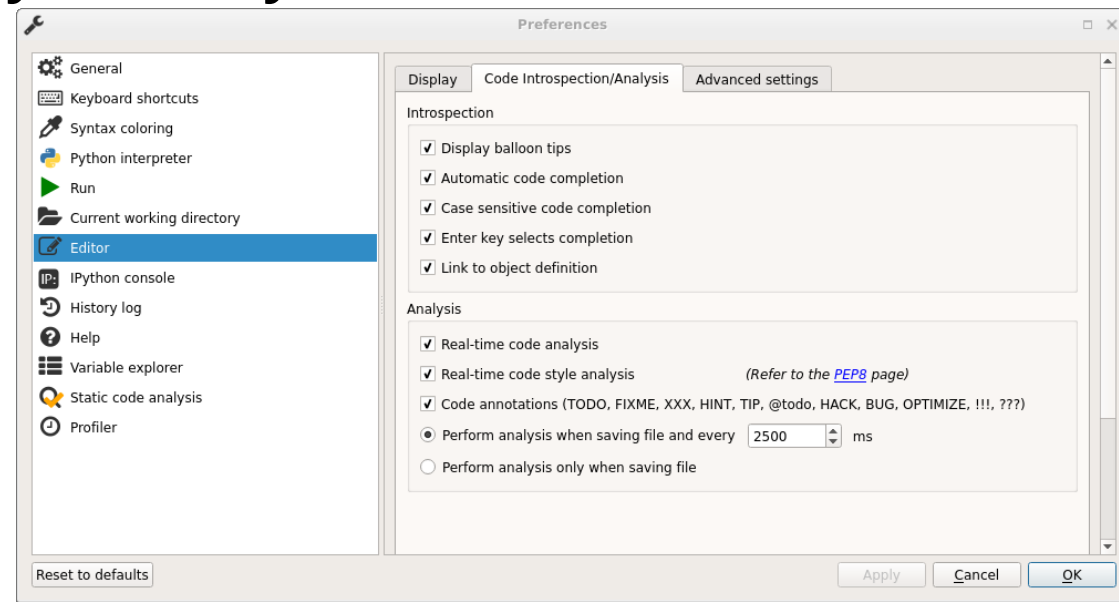 Preferences
General
Keyboard shortcuts
Syntax coloring
Python interpreter
Run
Current working directory
Editor
IP: IPython console
History log
Help
Variable explorer
Static code analysis
Profiler
Display Code Introspection/Analysis Advanced settings
Introspection
Display balloon tips
Automatic code completion
Case sensitive code completion
Enter key selects completion
Link to object definition
Analysis
Real-time code analysis
Real-time code style analysis (Refer to the PEP8 page)
Code annotations (TODO, FIXME, XXX, HINT, TIP, @todo, HACK, BUG, OPTIMIZE, !!!, ???)
Perform analysis when saving file and every 2500 ms
Perform analysis only when saving file
Reset to defaults Apply Cancel OK